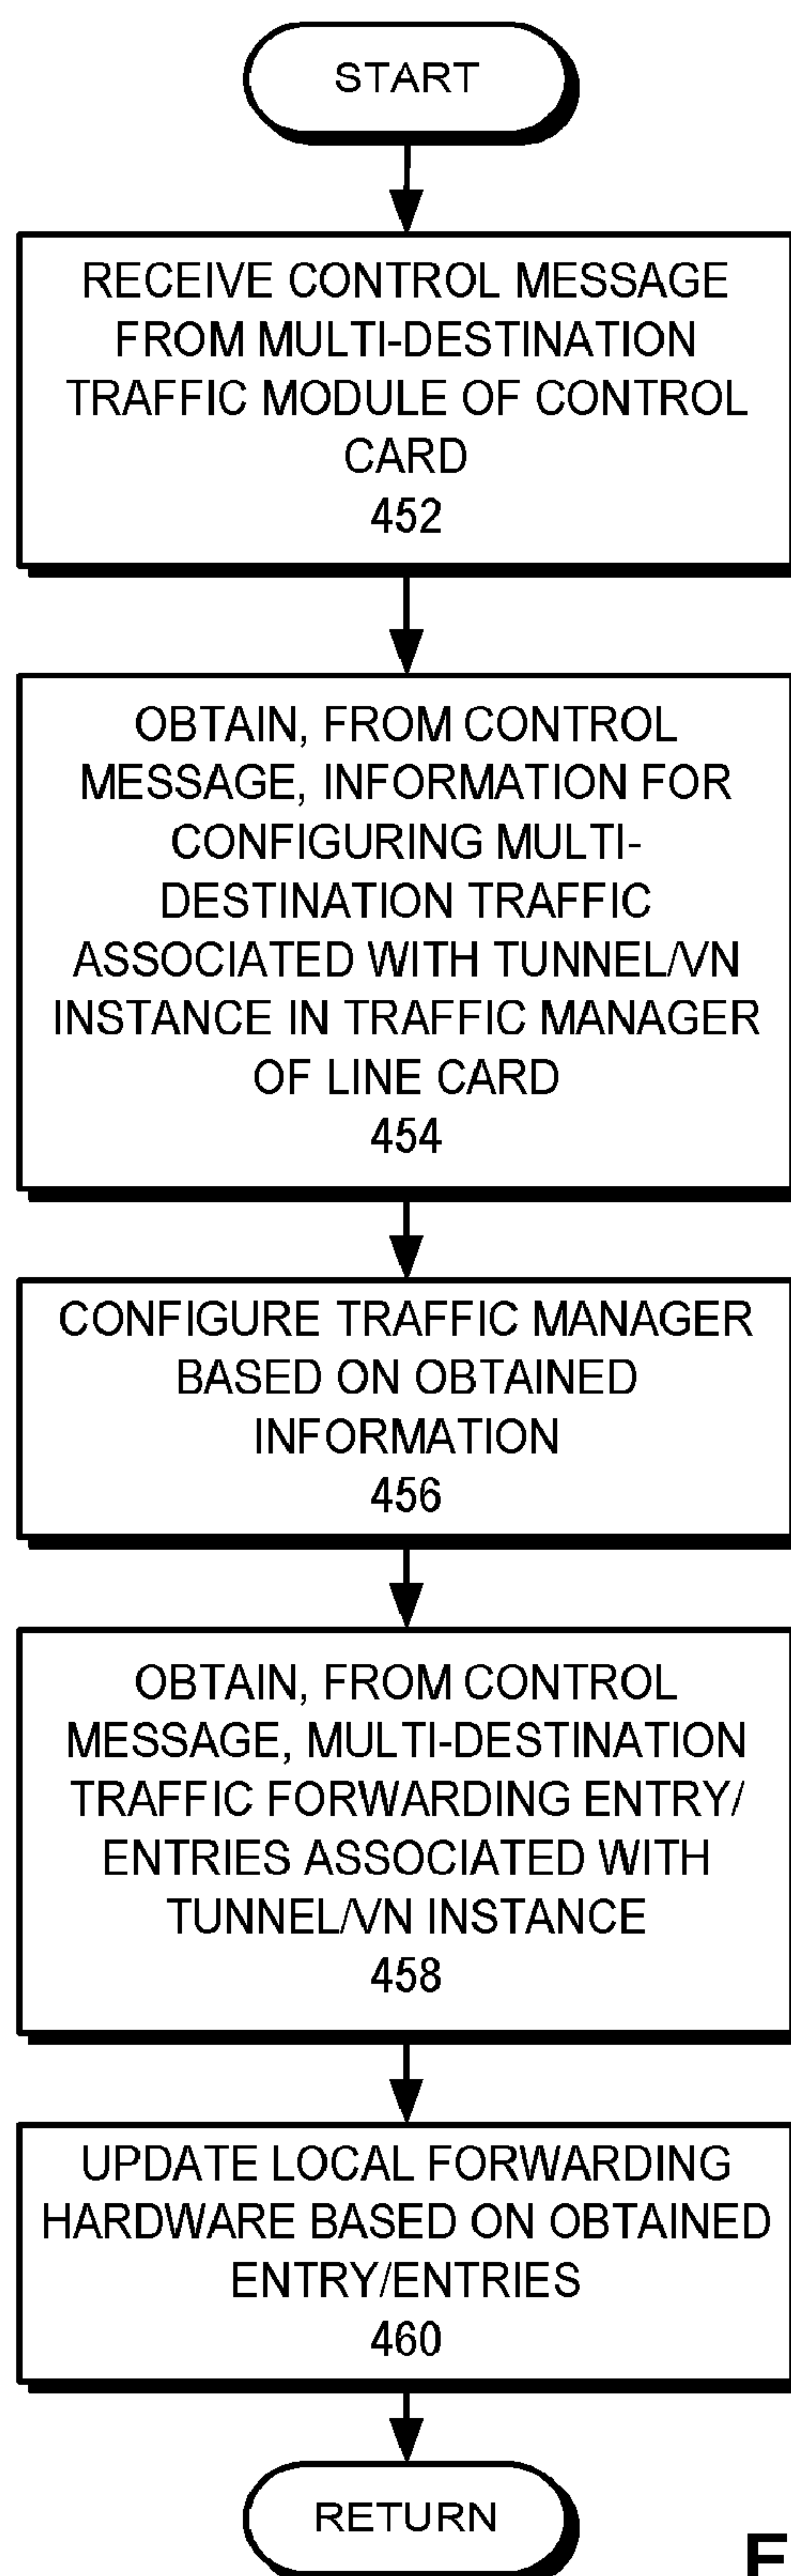 START
RECEIVE CONTROL MESSAGE
FROM MULTI-DESTINATION
TRAFFIC MODULE OF CONTROL
CARD
452
OBTAIN, FROM CONTROL
MESSAGE, INFORMATION FOR
CONFIGURING MULTI-
DESTINATION TRAFFIC
ASSOCIATED WITH TUNNEL/VN
INSTANCE IN TRAFFIC MANAGER
OF LINE CARD
454
CONFIGURE TRAFFIC MANAGER
BASED ON OBTAINED
INFORMATION
456
OBTAIN, FROM CONTROL
MESSAGE, MULTI-DESTINATION
TRAFFIC FORWARDING ENTRY/
ENTRIES ASSOCIATED WITH
TUNNEL/VN INSTANCE
458
UPDATE LOCAL FORWARDING
HARDWARE BASED ON OBTAINED
ENTRY/ENTRIES
460
RETURN